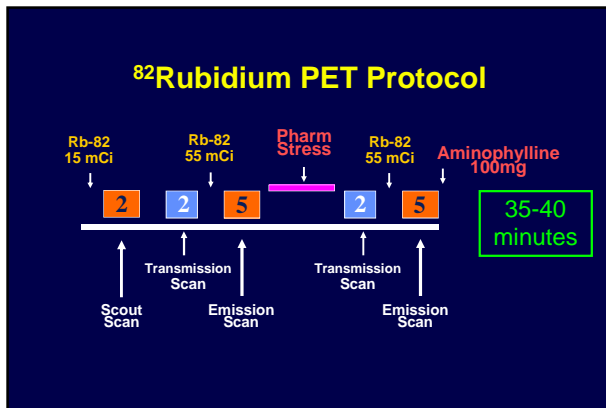 ⁸²Rubidium PET Protocol
Rb-82
15 mCi
Rb-82
55 mCi
Pharm
Stress
Rb-82
55 mCi
Aminophylline
100mg
2
2
5
2
5
35-40
minutes
Transmission
Scan
Transmission
Scan
Scout
Scan
Emission
Scan
Emission
Scan